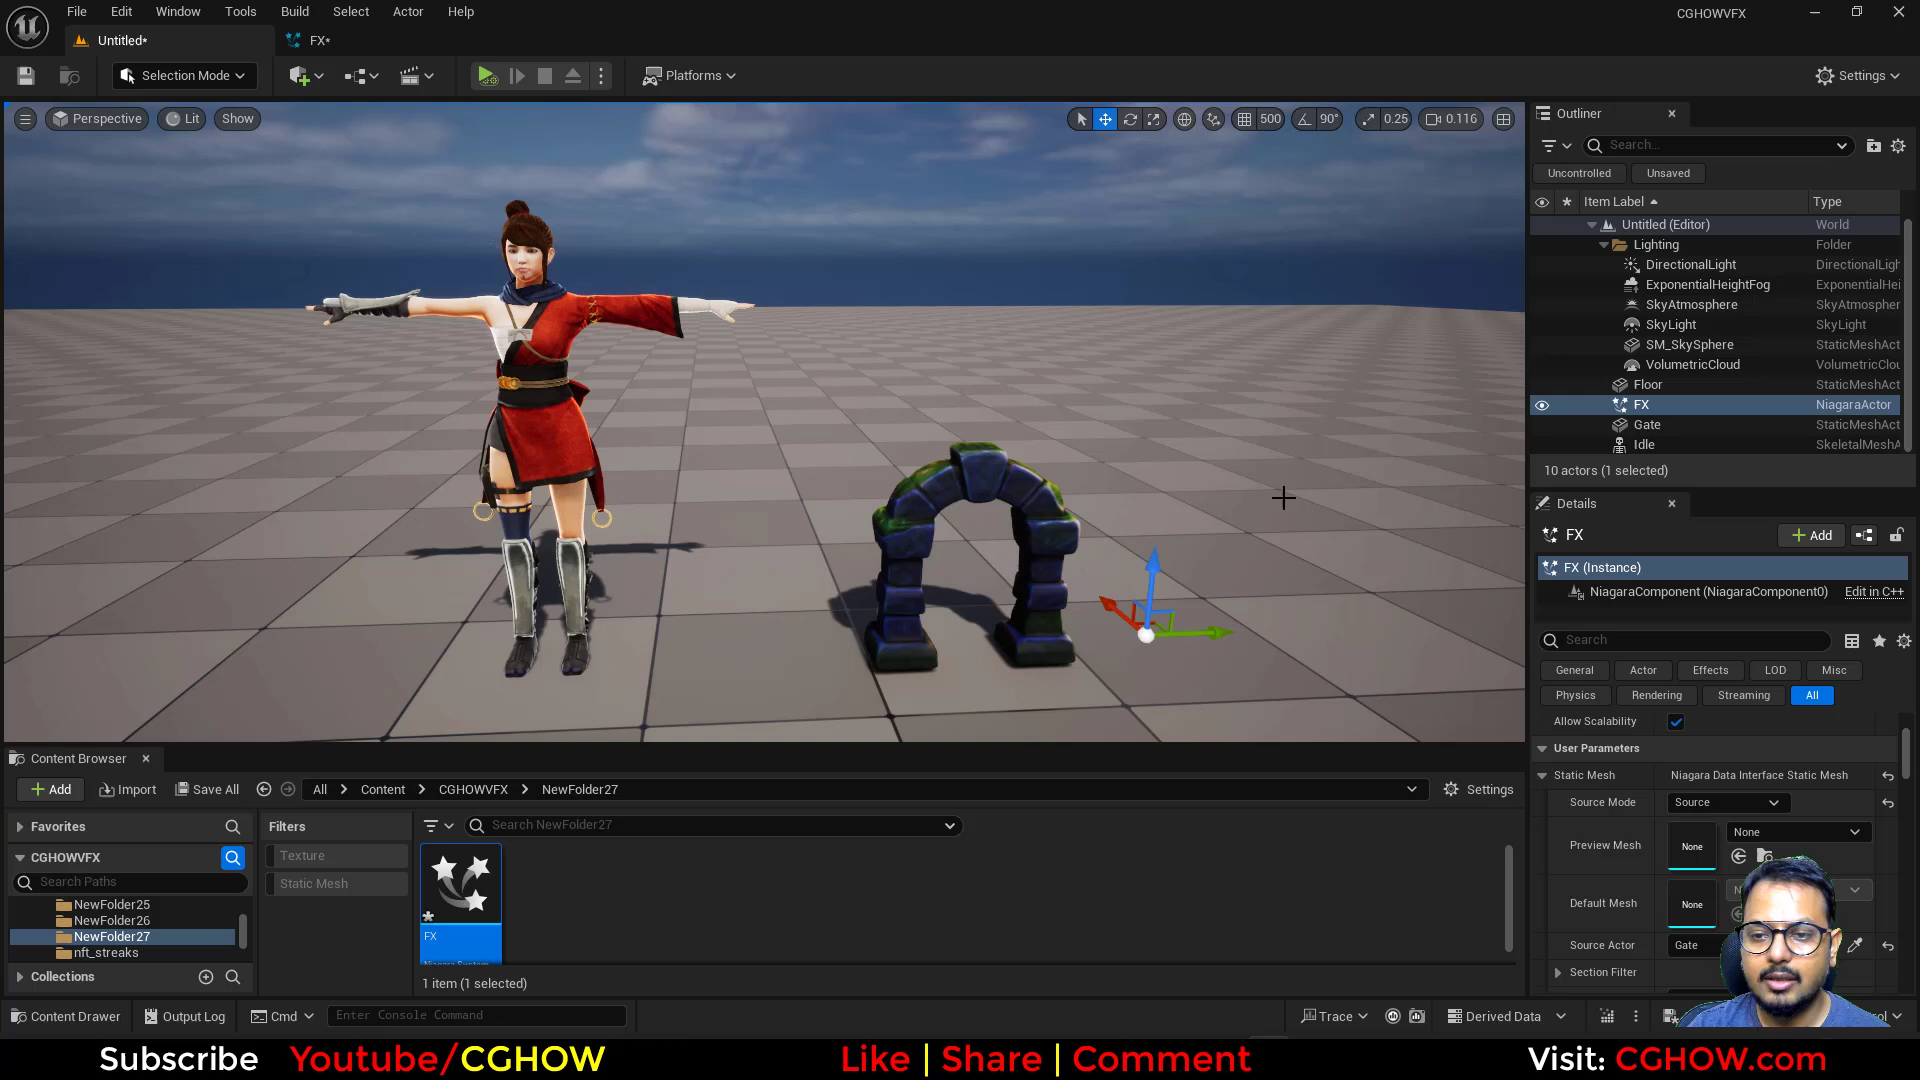 File Edit Window Tools Build Select Actor Help
CGHOWVFX
Untitled*
FX*
Selection Mode
Platforms
Settings
Perspective
Lit
Show
500
90°
0.25
0.116
Outliner
Search...
Uncontrolled
Unsaved
Item Label
Type
Untitled (Editor) World
Lighting Folder
DirectionalLight DirectionalLigh
ExponentialHeightFog ExponentialHei
SkyAtmosphere SkyAtmospher
SkyLight SkyLight
SM_SkySphere StaticMeshAct
VolumetricCloud VolumetricClou
Floor StaticMeshAct
FX NiagaraActor
Gate StaticMeshAct
Idle SkeletalMeshA
10 actors (1 selected)
Details
FX
Add
FX (Instance)
NiagaraComponent (NiagaraComponent0) Edit in C++
Search
General Actor Effects LOD Misc
Physics Rendering Streaming All
Allow Scalability
User Parameters
Static Mesh Niagara Data Interface Static Mesh
Source Mode Source
Preview Mesh None None
Default Mesh None
Source Actor Gate
Section Filter
Content Browser
Add
Import
Save All
All Content CGHOWVFX NewFolder27
Settings
Favorites
CGHOWVFX
Search Paths
NewFolder25
NewFolder26
NewFolder27
nft_streaks
Collections
Filters
Texture
Static Mesh
Search NewFolder27
FX
1 item (1 selected)
Content Drawer
Output Log
Cmd
Enter Console Command
Trace
Derived Data
Subscribe Youtube/CGHOW Like | Share | Comment Visit: CGHOW.com